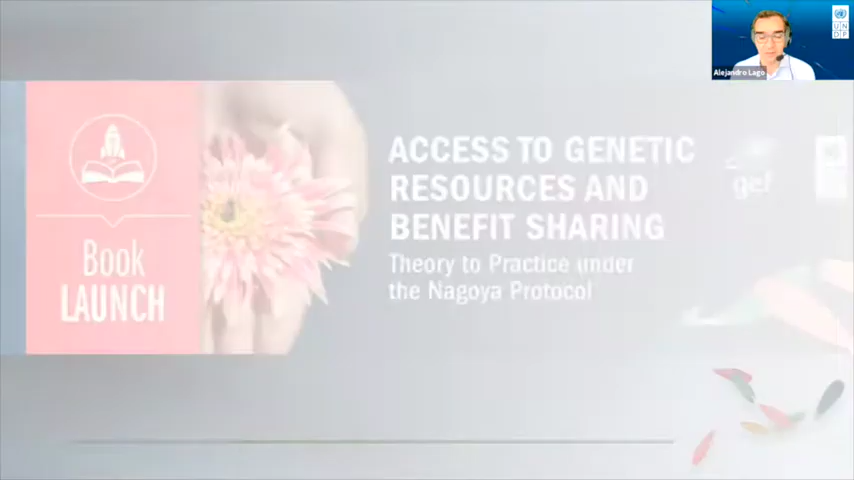 Alejandro Lago
U N
D P
ACCESS TO GENETIC
RESOURCES AND
BENEFIT SHARING
Theory to Practice under
the Nagoya Protocol
gef
Book
LAUNCH